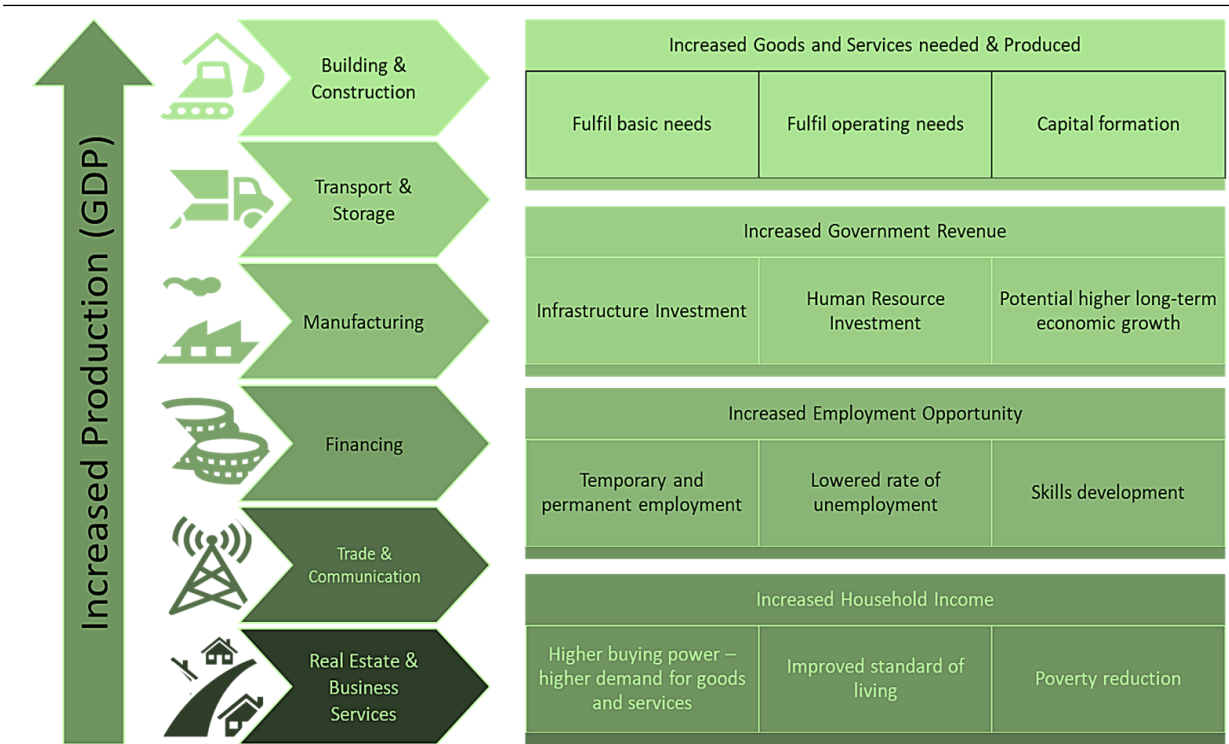 Increased Production (GDP)
Building &
Construction
Transport &
Storage
Manufacturing
Financing
Trade &
Communication
Real Estate &
Business
Services
Increased Goods and Services needed & Produced
Fulfil basic needs
Fulfil operating needs
Capital formation
Increased Government Revenue
Infrastructure Investment
Human Resource
Investment
Potential higher long-term
economic growth
Increased Employment Opportunity
Temporary and
permanent employment
Lowered rate of
unemployment
Skills development
Increased Household Income
Higher buying power –
higher demand for goods
and services
Improved standard of
living
Poverty reduction